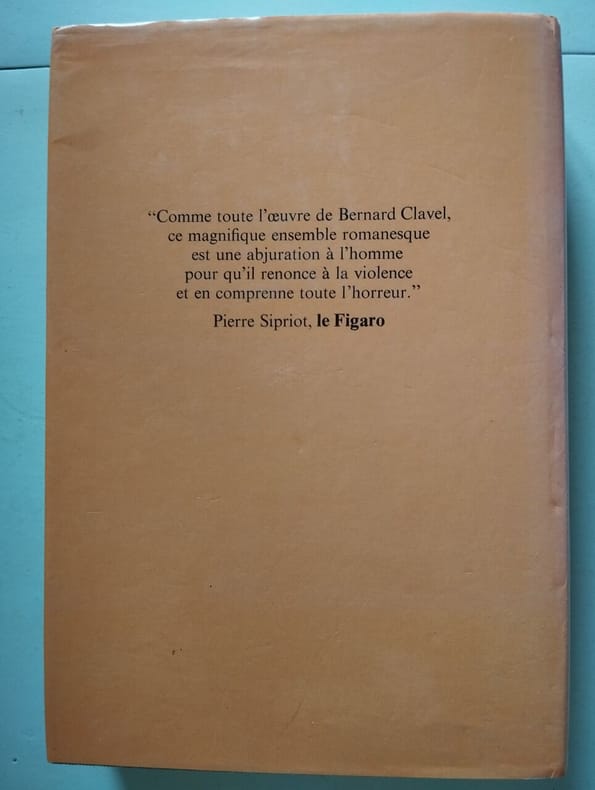 “Comme toute l’œuvre de Bernard Clavel,
ce magnifique ensemble romanesque
est une abjuration à l’homme
pour qu’il renonce à la violence
et en comprenne toute l’horreur.”
Pierre Sipriot, le Figaro